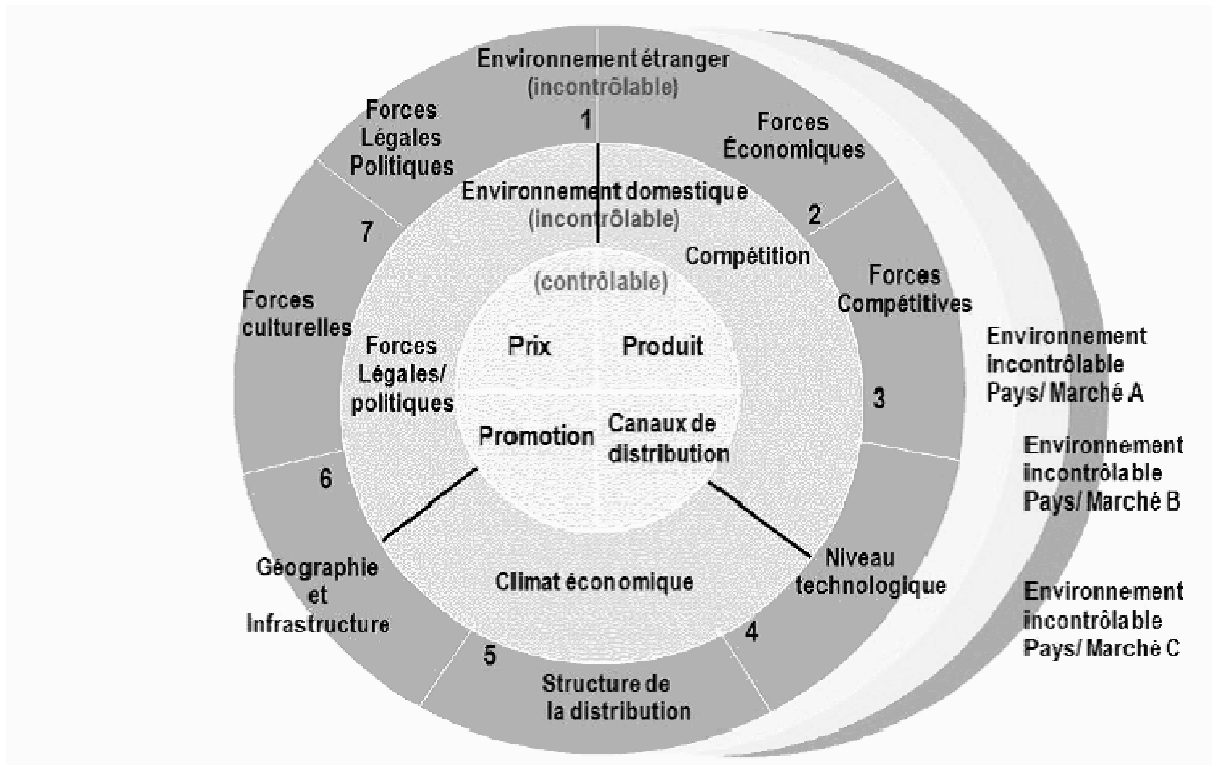 Environnement étranger
(incontrôlable)
1
Forces
Économiques
2
Forces
Compétitives
3
Niveau
technologique
4
Structure de
la distribution
5
Géographie
et
Infrastructure
6
Forces
culturelles
7
Forces
Légales
Politiques
Environnement domestique
(incontrôlable)
Compétition
Climat économique
Forces
Légales/
politiques
(contrôlable)
Prix
Produit
Promotion
Canaux de
distribution
Environnement
incontrôlable
Pays/ Marché A
Environnement
incontrôlable
Pays/ Marché B
Environnement
incontrôlable
Pays/ Marché C